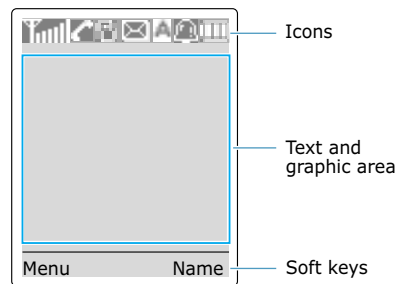 Icons
Text and
graphic area
Menu Name
Soft keys